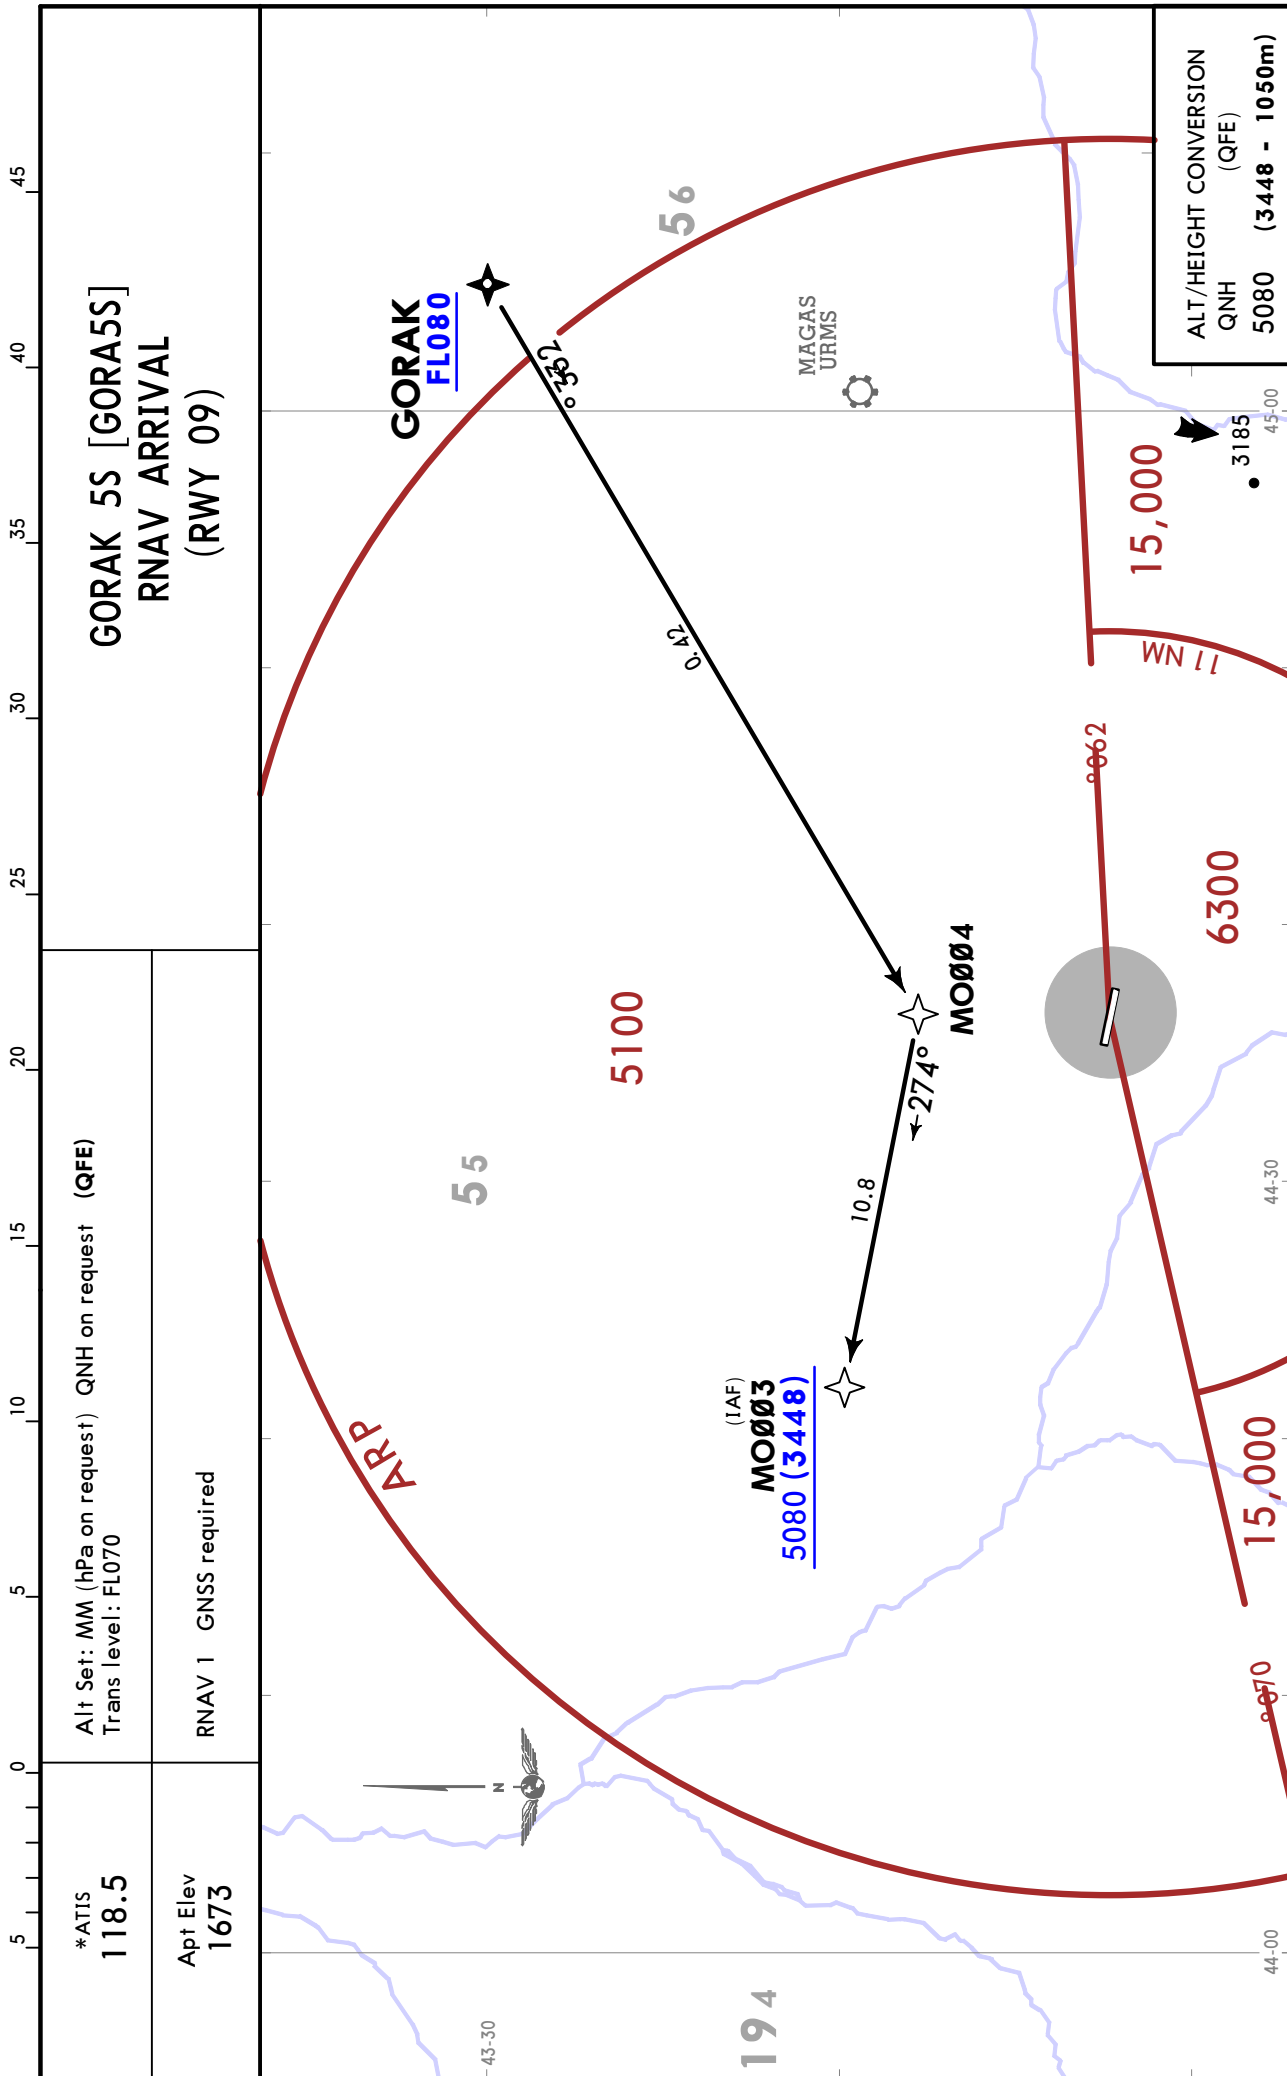 5 0 5 10 15 20 25 30 35 40 45
*ATIS
118.5
Alt Set: MM (hPa on request) QNH on request (QFE)
Trans level: FL070
Apt Elev
1673
RNAV 1 GNSS required
GORAK 5S [GORA5S]
RNAV ARRIVAL
(RWY 09)
GORAK
FL080
0.42
ARP
43-30
N
55
56
5100
MAGAS
URMS
194
(IAF)
MOØØ3
5080 (3448)
10.8
274°
MOØØ4
°062
11 NM
15,000
6300
3185
°070
15,000
44-00
44-30
45-00
ALT/HEIGHT CONVERSION
QNH (QFE)
5080 (3448 - 1050m)